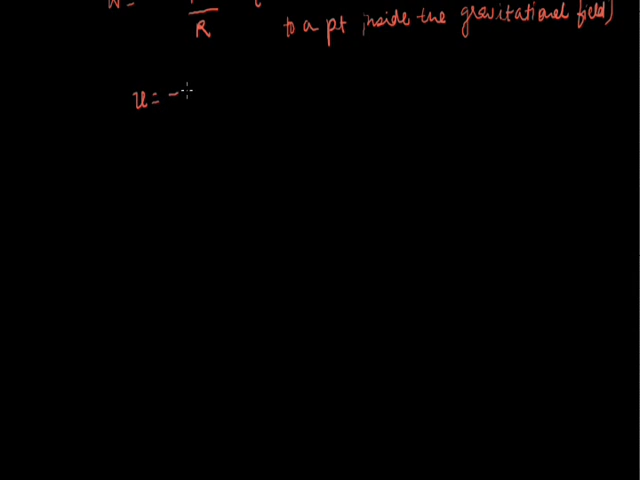 R to a pt inside the gravitational field)
u = -